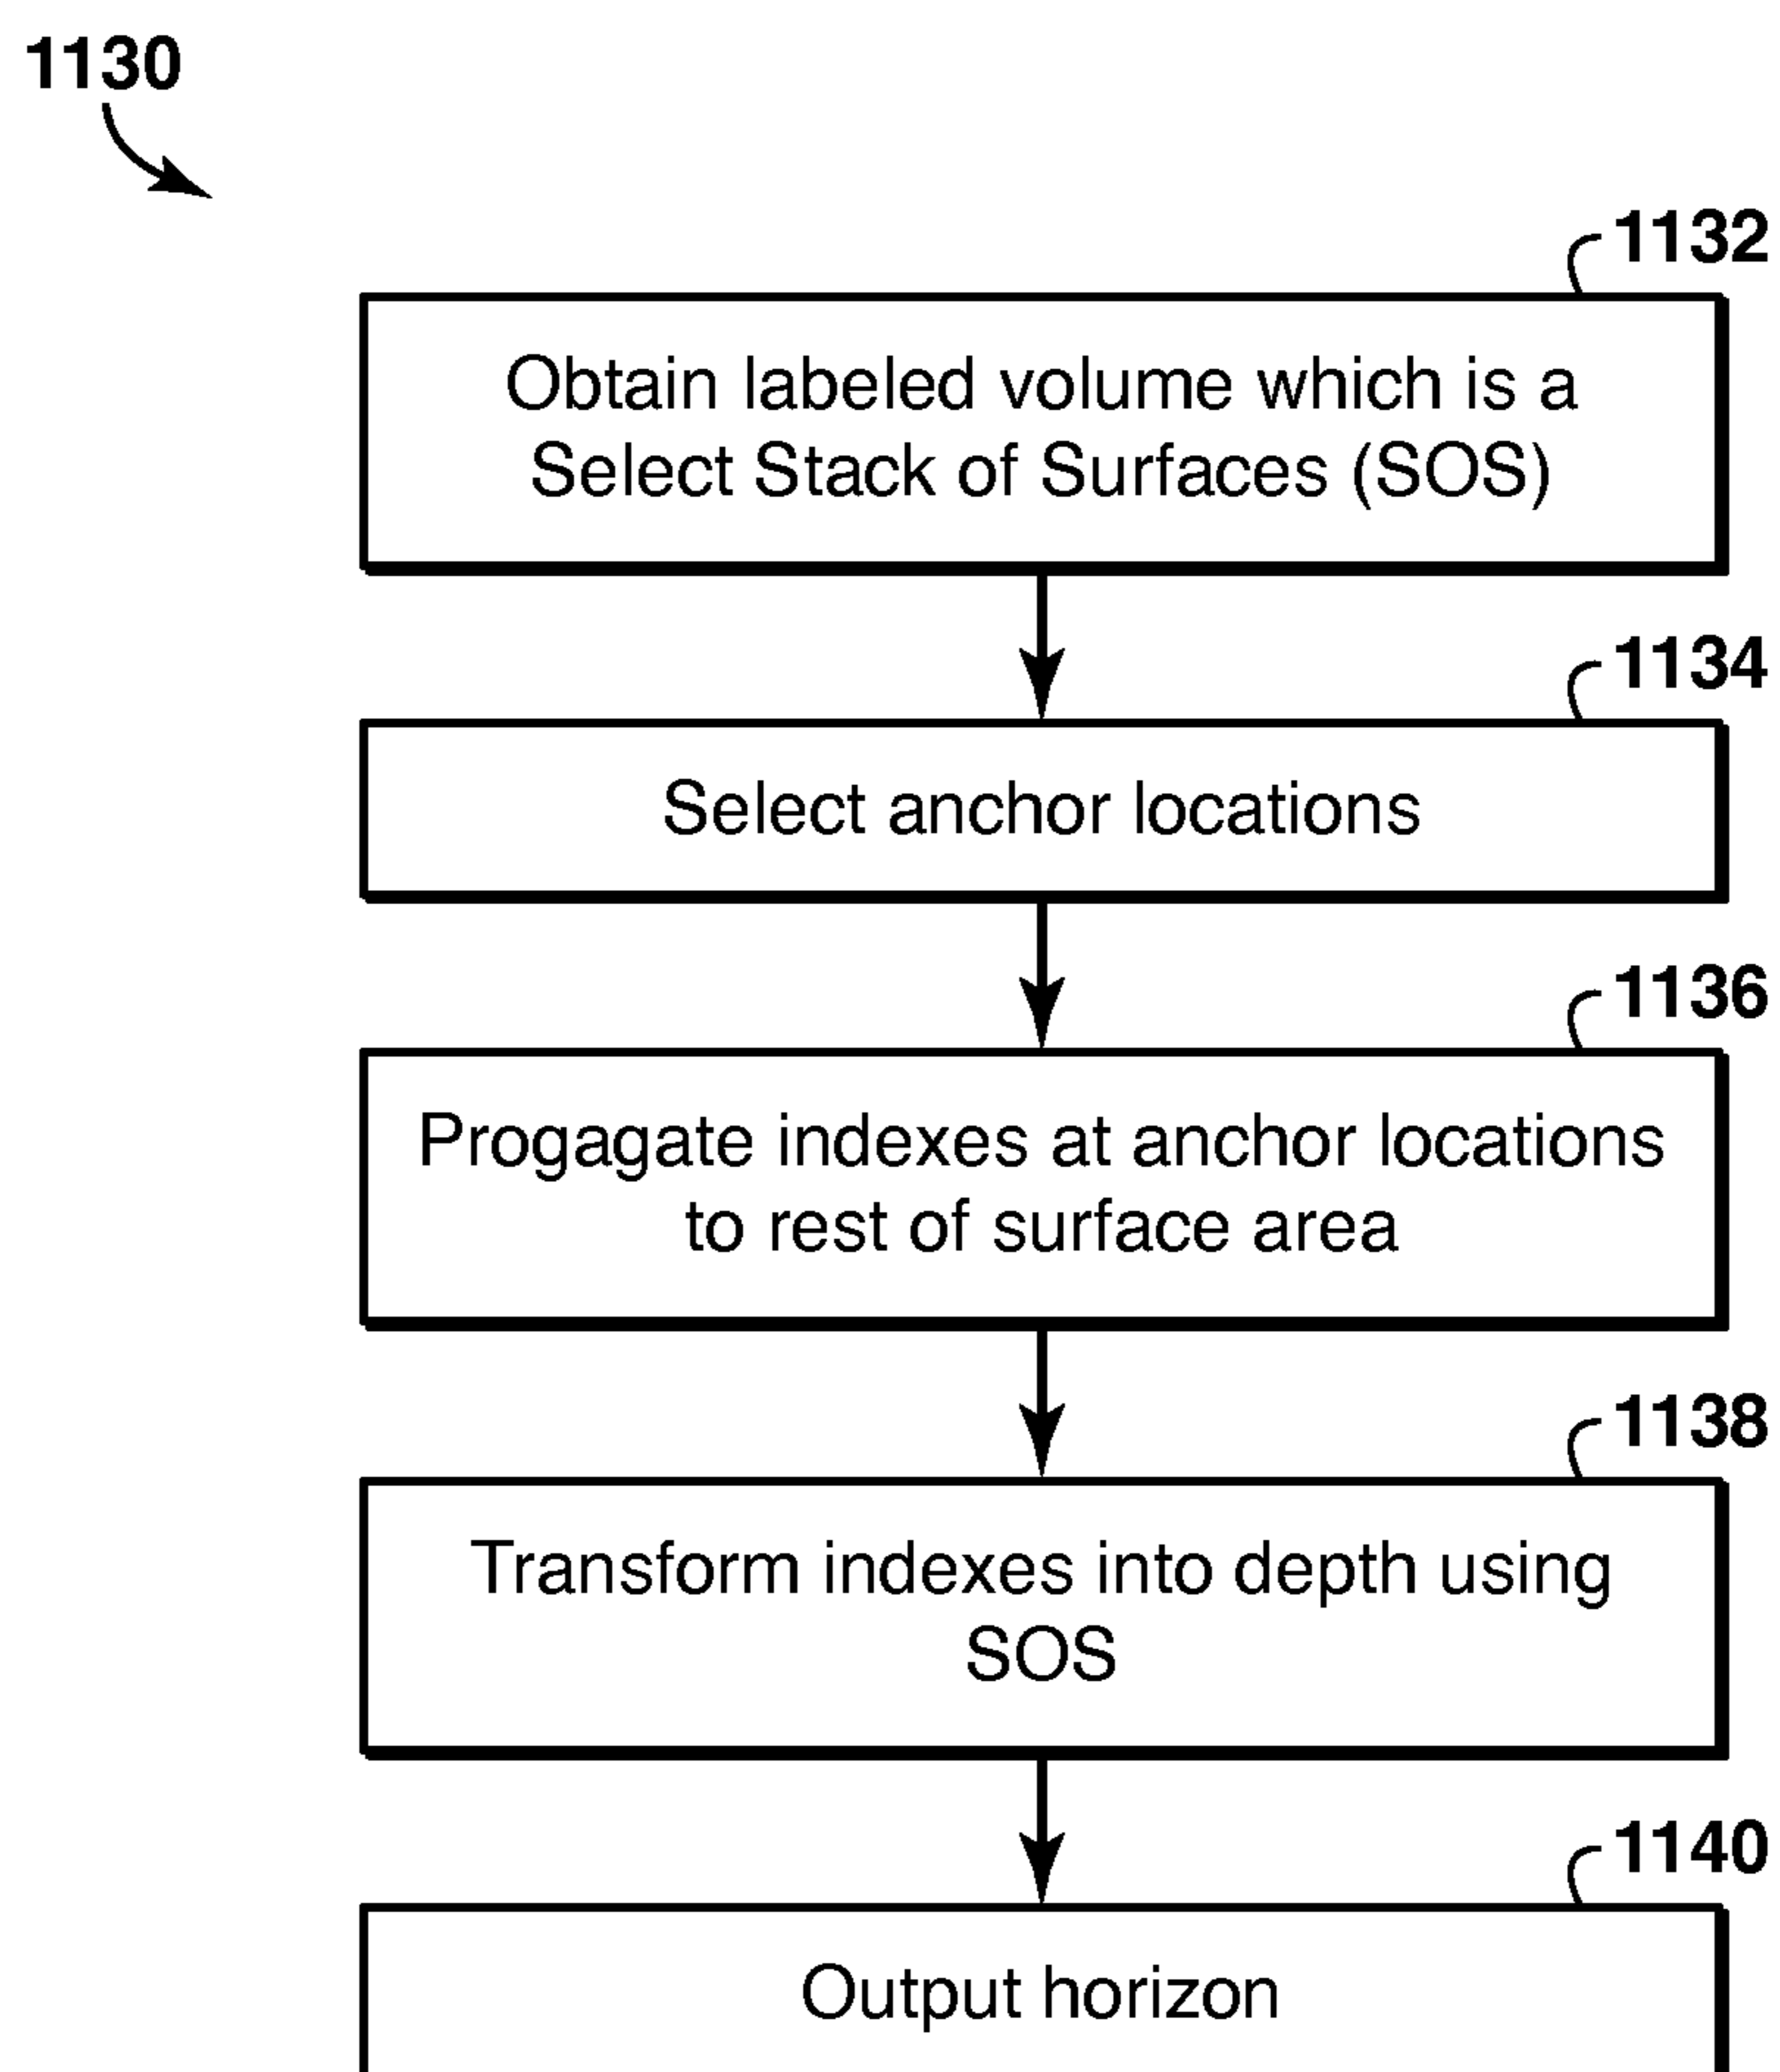 1130
1132
Obtain labeled volume which is a
Select Stack of Surfaces (SOS)
1134
Select anchor locations
1136
Progagate indexes at anchor locations
to rest of surface area
1138
Transform indexes into depth using
SOS
1140
Output horizon